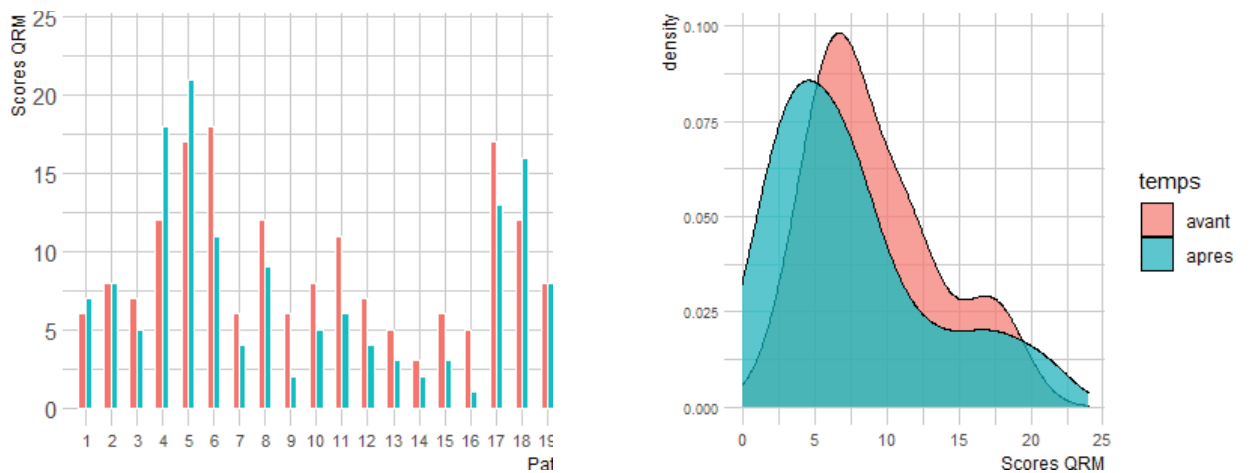 Scores QRM
25
20
15
10
5
0
1 2 3 4 5 6 7 8 9 10 11 12 13 14 15 16 17 18 19
Pat
density
0.100
0.075
0.050
0.025
0.000
0 5 10 15 20 25
Scores QRM
temps
avant
apres